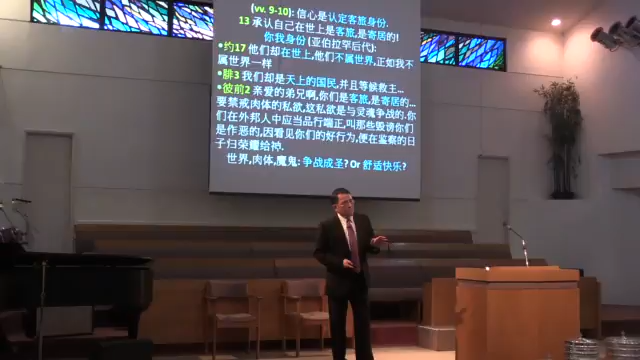 (vv. 9-10): 信心是认定客旅身份.
13 承认自己在世上是客旅,是寄居的!
你我身份 (亚伯拉罕后代):
•约17 他们却在世上,他们不属世界,正如我不
属世界一样
•腓3 我们却是天上的国民,并且等候救主...
•彼前2 亲爱的弟兄啊,你们是客旅,是寄居的...
要禁戒肉体的私欲,这私欲是与灵魂争战的.你
们在外邦人中应当品行端正,叫那些毁谤你们
是作恶的,因看见你们的好行为,便在鉴察的日
子归荣耀给神.
世界,肉体,魔鬼: 争战成圣? Or 舒适快乐?